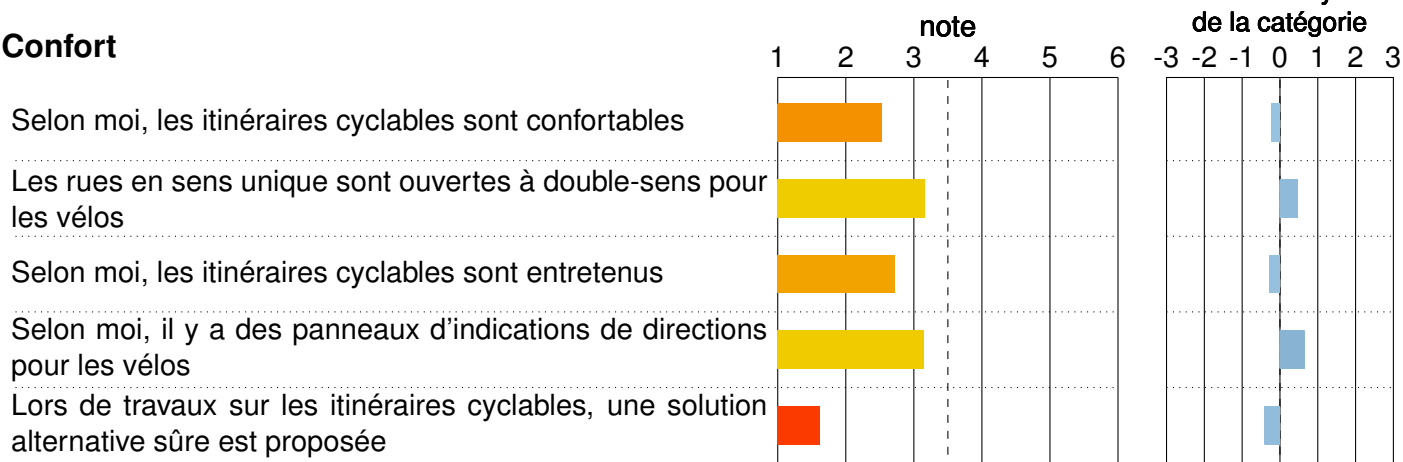 note
de la catégorie
Confort
1 2 3 4 5 6
-3 -2 -1 0 1 2 3
Selon moi, les itinéraires cyclables sont confortables
Les rues en sens unique sont ouvertes à double-sens pour
les vélos
Selon moi, les itinéraires cyclables sont entretenus
Selon moi, il y a des panneaux d'indications de directions
pour les vélos
Lors de travaux sur les itinéraires cyclables, une solution
alternative sûre est proposée